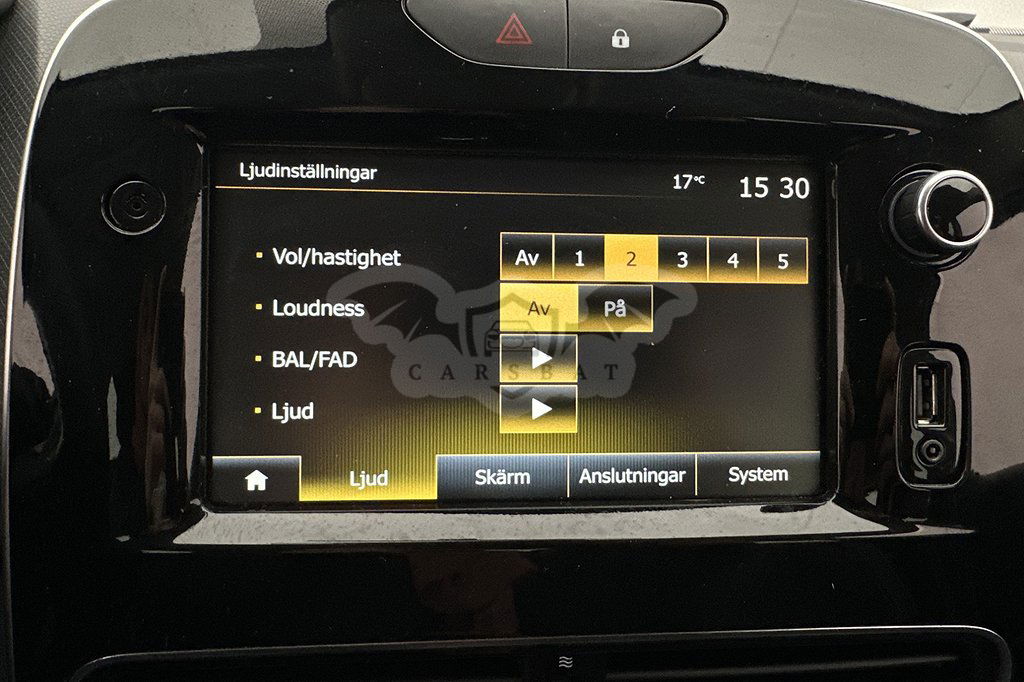 Ljudinställningar 17°C 15 30
Vol/hastighet Av 1 2 3 4 5
Loudness Av På
BAL/FAD
CARSBAT
Ljud
Ljud Skärm Anslutningar System